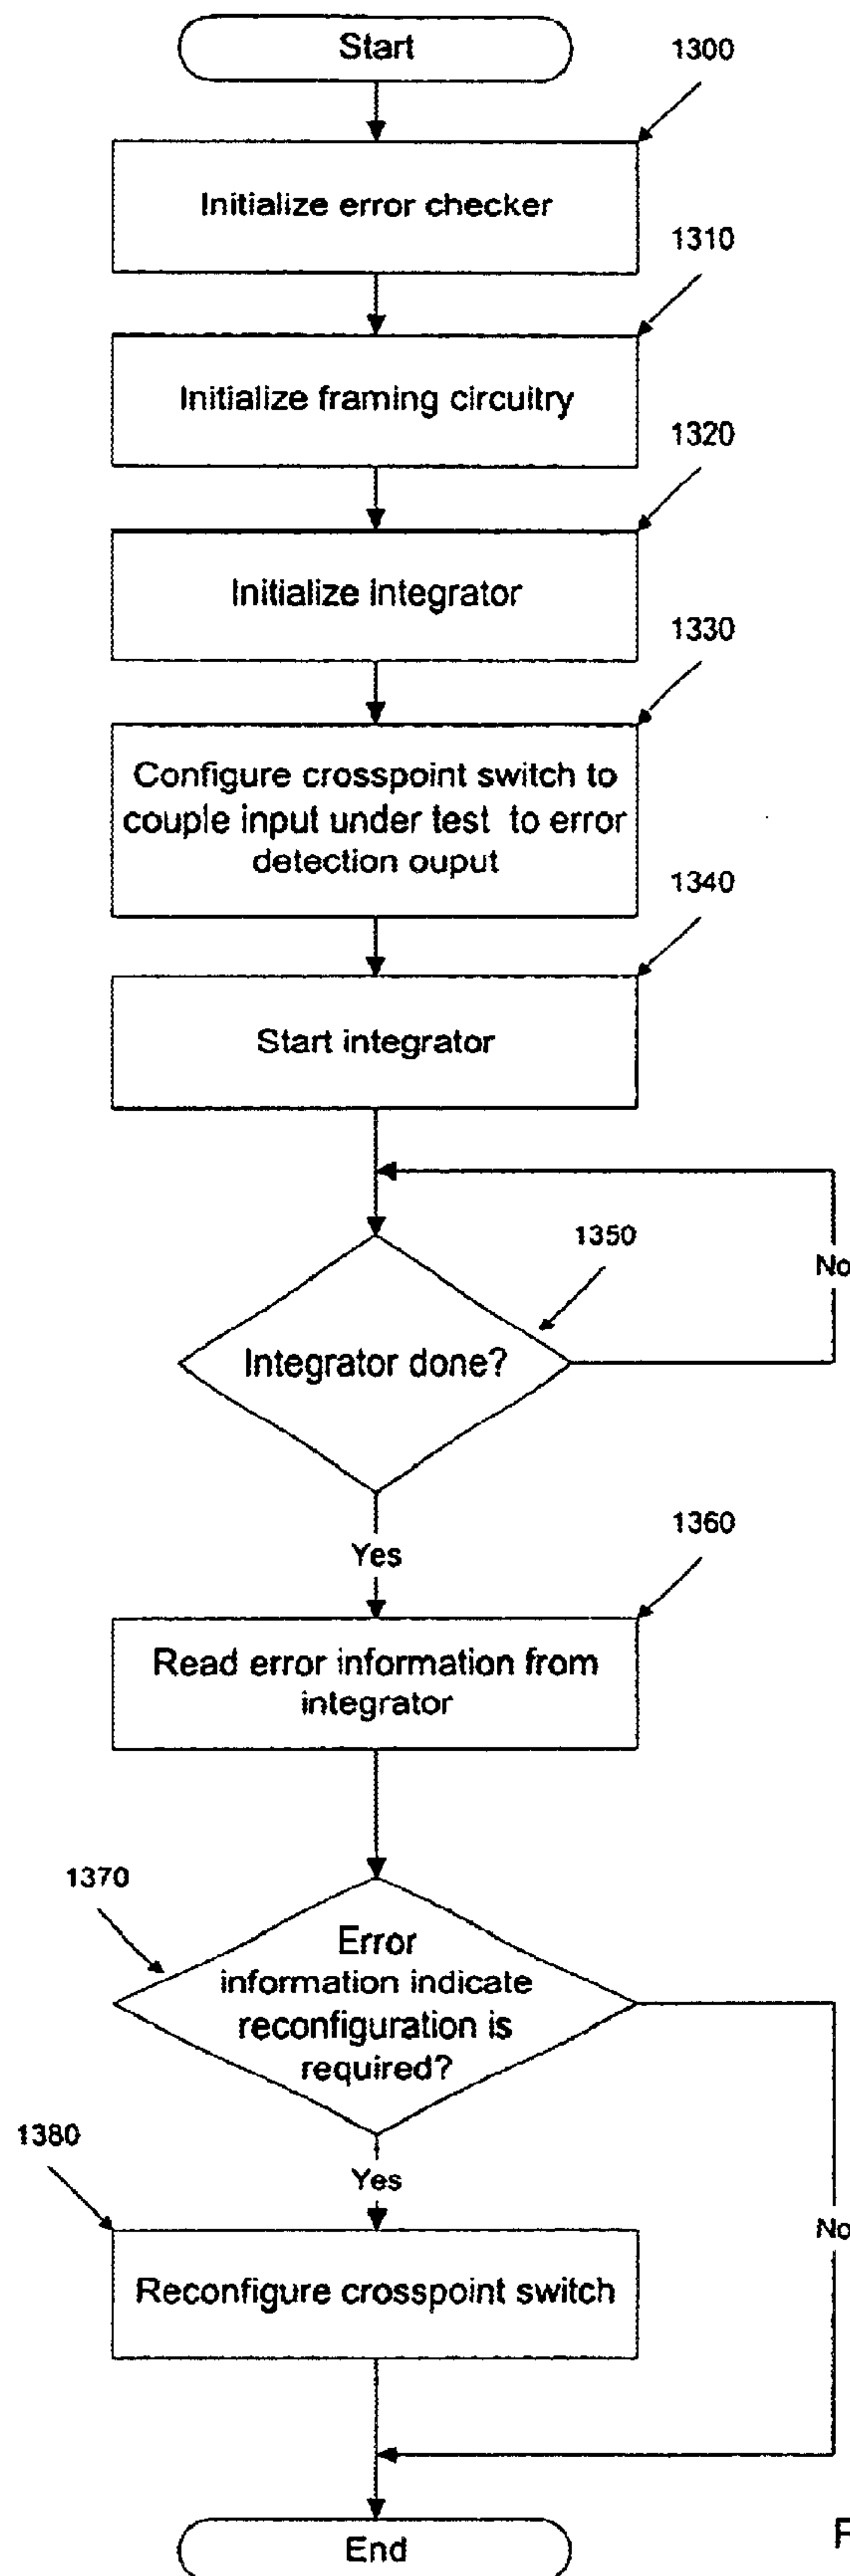 Start
1300
Initialize error checker
1310
Initialize framing circuitry
1320
Initialize integrator
1330
Configure crosspoint switch to
couple input under test to error
detection ouput
1340
Start integrator
No
1350
Integrator done?
Yes
1360
Read error information from
integrator
1370
Error
information indicate
reconfiguration is
required?
1380
Yes
No
Reconfigure crosspoint switch
End
F